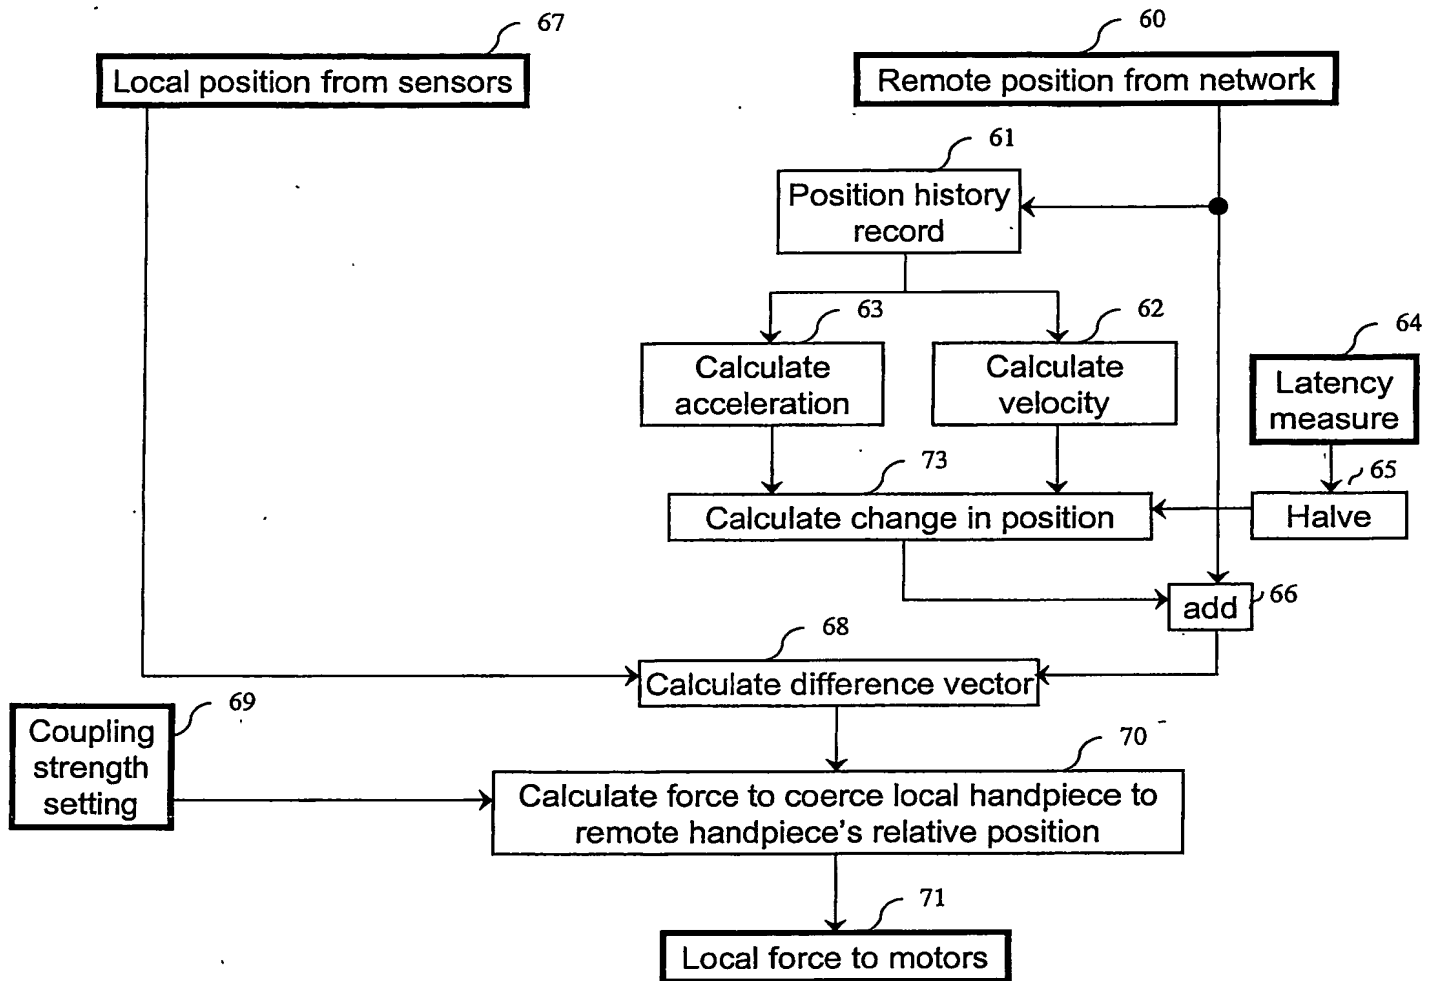 67
Local position from sensors
60
Remote position from network
61
Position history
record
63
Calculate
acceleration
62
Calculate
velocity
64
Latency
measure
73
Calculate change in position
65
Halve
add
66
68
Calculate difference vector
69
Coupling
strength
setting
70
Calculate force to coerce local handpiece to
remote handpiece's relative position
71
Local force to motors